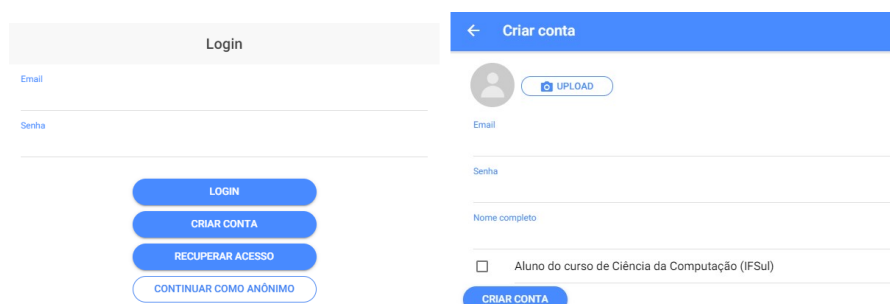 Login
Email
Senha
LOGIN
CRIAR CONTA
RECUPERAR ACESSO
CONTINUAR COMO ANÔNIMO
Criar conta
UPLOAD
Email
Senha
Nome completo
Aluno do curso de Ciência da Computação (IFSul)
CRIAR CONTA